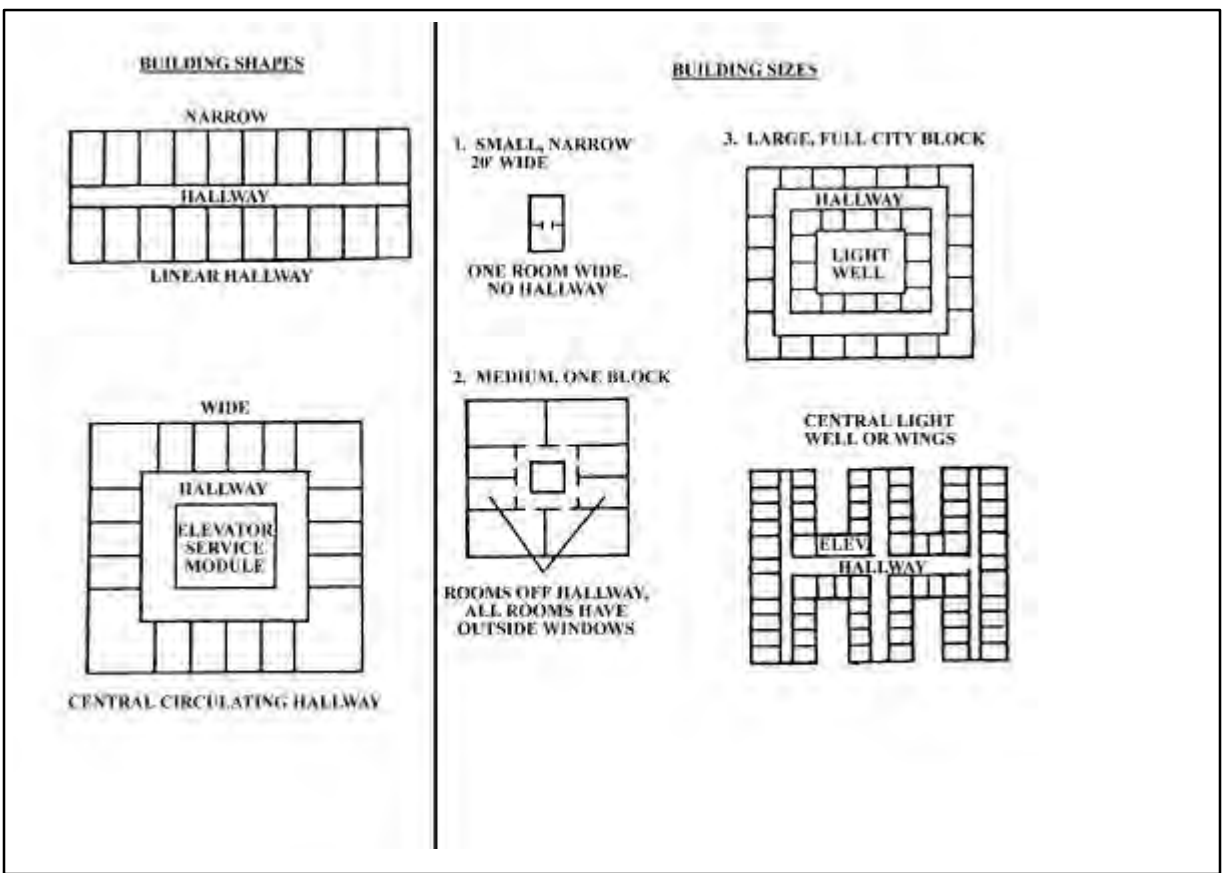 BUILDING SHAPES
NARROW
HALLWAY
LINEAR HALLWAY
WIDE
HALLWAY
ELEVATOR
SERVICE
MODULE
CENTRAL CIRCULATING HALLWAY
BUILDING SIZES
1. SMALL, NARROW
20' WIDE
ONE ROOM WIDE.
NO HALLWAY
2. MEDIUM, ONE BLOCK
ROOMS OFF HALLWAY,
ALL ROOMS HAVE
OUTSIDE WINDOWS
3. LARGE, FULL CITY BLOCK
HALLWAY
LIGHT
WELL
CENTRAL LIGHT
WELL OR WINGS
ELEV.
HALLWAY